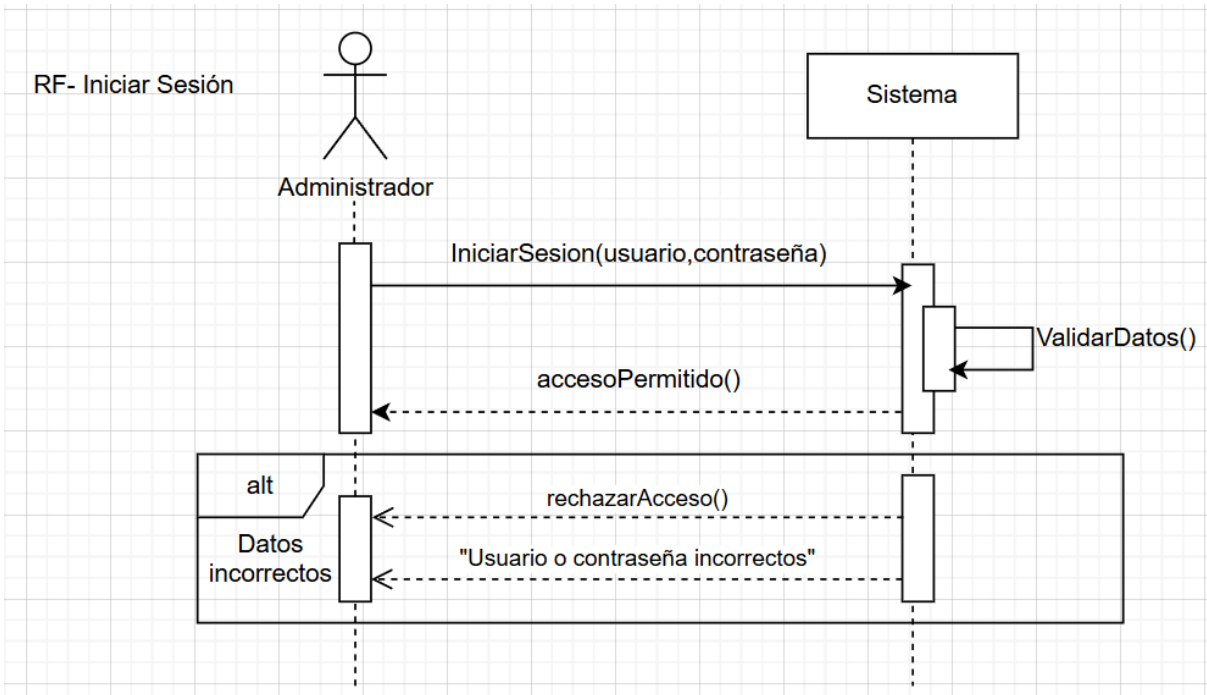 RF- Iniciar Sesión
Sistema
Administrador
IniciarSesion(usuario,contraseña)
ValidarDatos()
accesoPermitido()
alt
rechazarAcceso()
Datos
incorrectos
"Usuario o contraseña incorrectos"